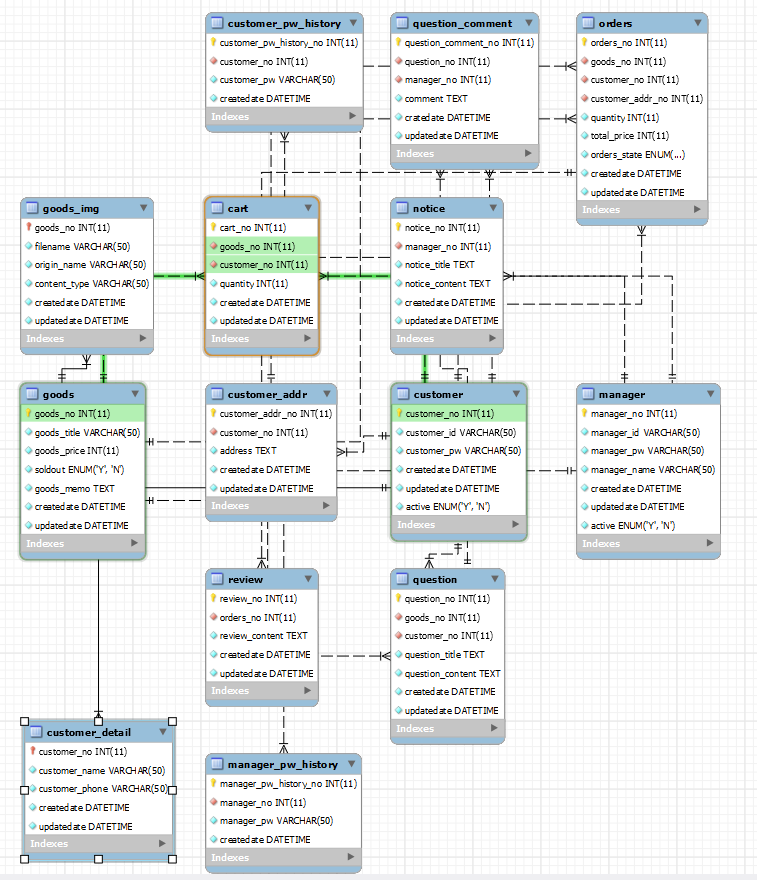 customer_pw_history
customer_pw_history_no INT(11)
customer_no INT(11)
customer_pw VARCHAR(50)
createdate DATETIME
Indexes
question_comment
question_comment_no INT(11)
question_no INT(11)
manager_no INT(11)
comment TEXT
cratedate DATETIME
updatedate DATETIME
Indexes
orders
orders_no INT(11)
goods_no INT(11)
customer_no INT(11)
customer_addr_no INT(11)
quantity INT(11)
total_price INT(11)
orders_state ENUM(...)
createdate DATETIME
updatedate DATETIME
Indexes
goods_img
goods_no INT(11)
filename VARCHAR(50)
origin_name VARCHAR(50)
content_type VARCHAR(50)
createdate DATETIME
updatedate DATETIME
Indexes
cart
cart_no INT(11)
goods_no INT(11)
customer_no INT(11)
quantity INT(11)
createdate DATETIME
updatedate DATETIME
Indexes
notice
notice_no INT(11)
manager_no INT(11)
notice_title TEXT
notice_content TEXT
createdate DATETIME
updatedate DATETIME
Indexes
goods
goods_no INT(11)
goods_title VARCHAR(50)
goods_price INT(11)
soldout ENUM('Y', 'N')
goods_memo TEXT
createdate DATETIME
updatedate DATETIME
Indexes
customer_addr
customer_addr_no INT(11)
customer_no INT(11)
address TEXT
createdate DATETIME
updatedate DATETIME
Indexes
customer
customer_no INT(11)
customer_id VARCHAR(50)
customer_pw VARCHAR(50)
createdate DATETIME
updatedate DATETIME
active ENUM('Y', 'N')
Indexes
manager
manager_no INT(11)
manager_id VARCHAR(50)
manager_pw VARCHAR(50)
manager_name VARCHAR(50)
createdate DATETIME
updatedate DATETIME
active ENUM('Y', 'N')
Indexes
review
review_no INT(11)
orders_no INT(11)
review_content TEXT
createdate DATETIME
updatedate DATETIME
Indexes
question
question_no INT(11)
goods_no INT(11)
customer_no INT(11)
question_title TEXT
question_content TEXT
createdate DATETIME
updatedate DATETIME
Indexes
customer_detail
customer_no INT(11)
customer_name VARCHAR(50)
customer_phone VARCHAR(50)
createdate DATETIME
updatedate DATETIME
Indexes
manager_pw_history
manager_pw_history_no INT(11)
manager_no INT(11)
manager_pw VARCHAR(50)
createdate DATETIME
Indexes